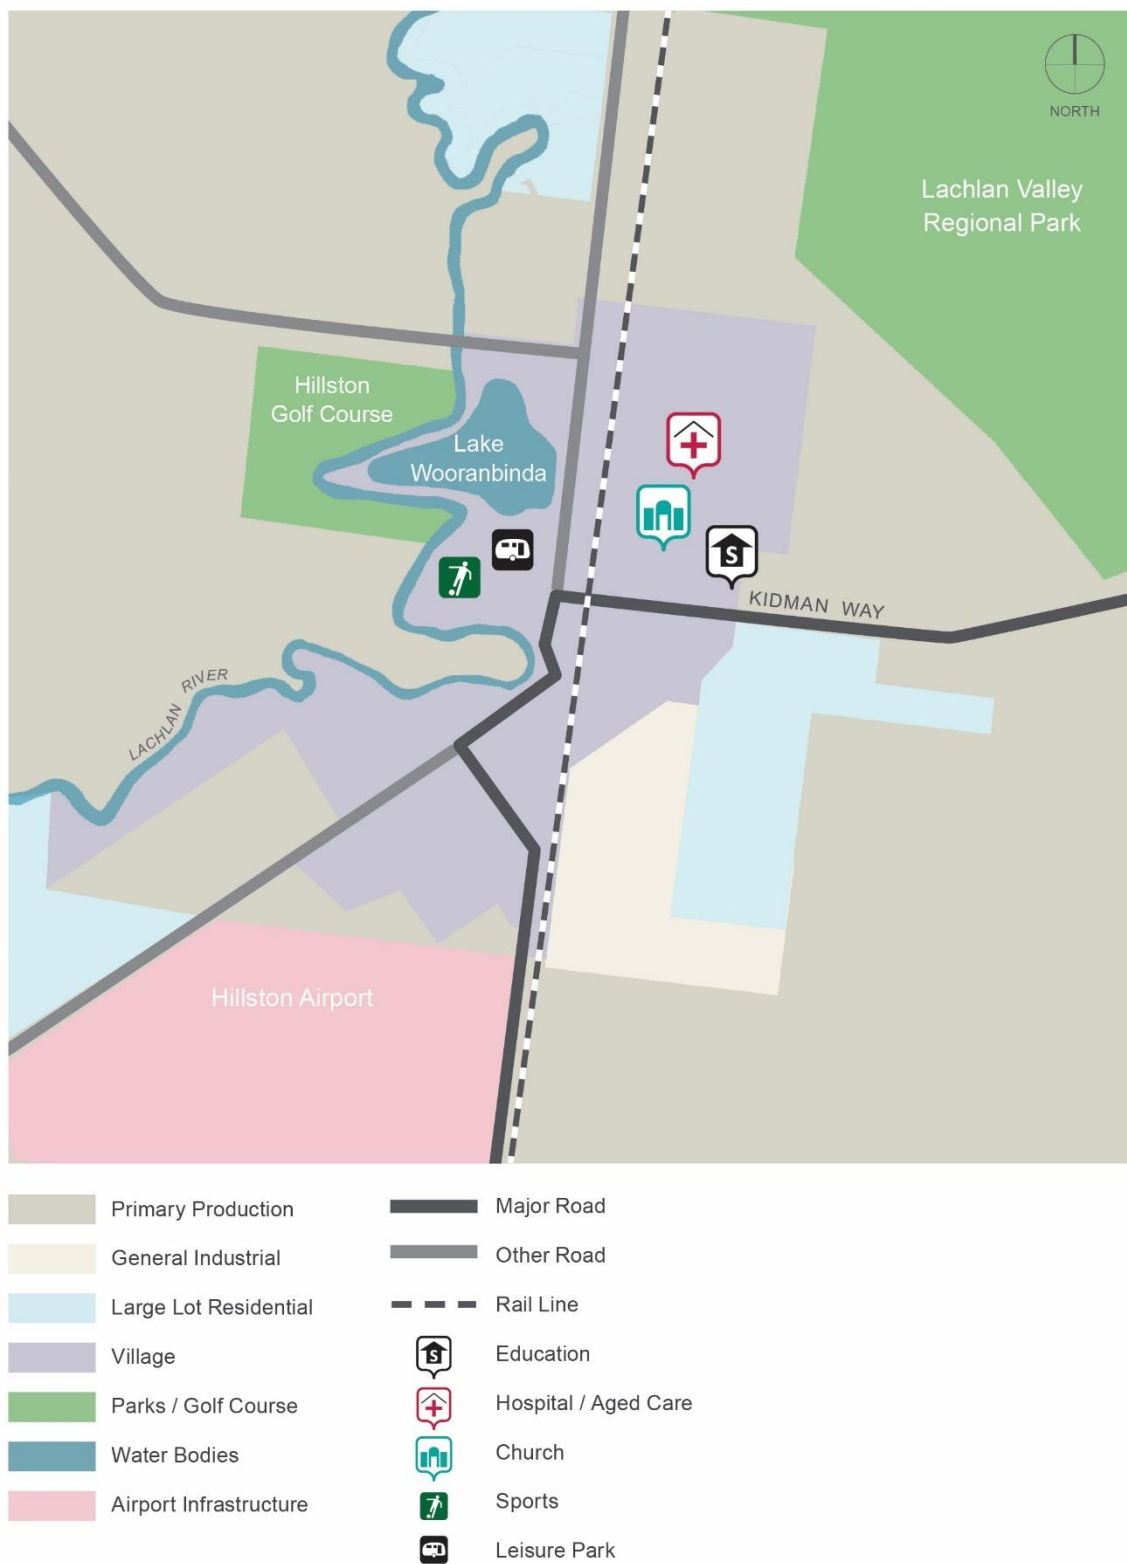 NORTH
Lachlan Valley
Regional Park
Hillston
Golf Course
Lake
Wooranbinda
S
KIDMAN WAY
LACHLAN RIVER
Hillston Airport
Primary Production
General Industrial
Large Lot Residential
Village
Parks / Golf Course
Water Bodies
Airport Infrastructure
Major Road
Other Road
Rail Line
S
Education
Hospital / Aged Care
Church
Sports
Leisure Park